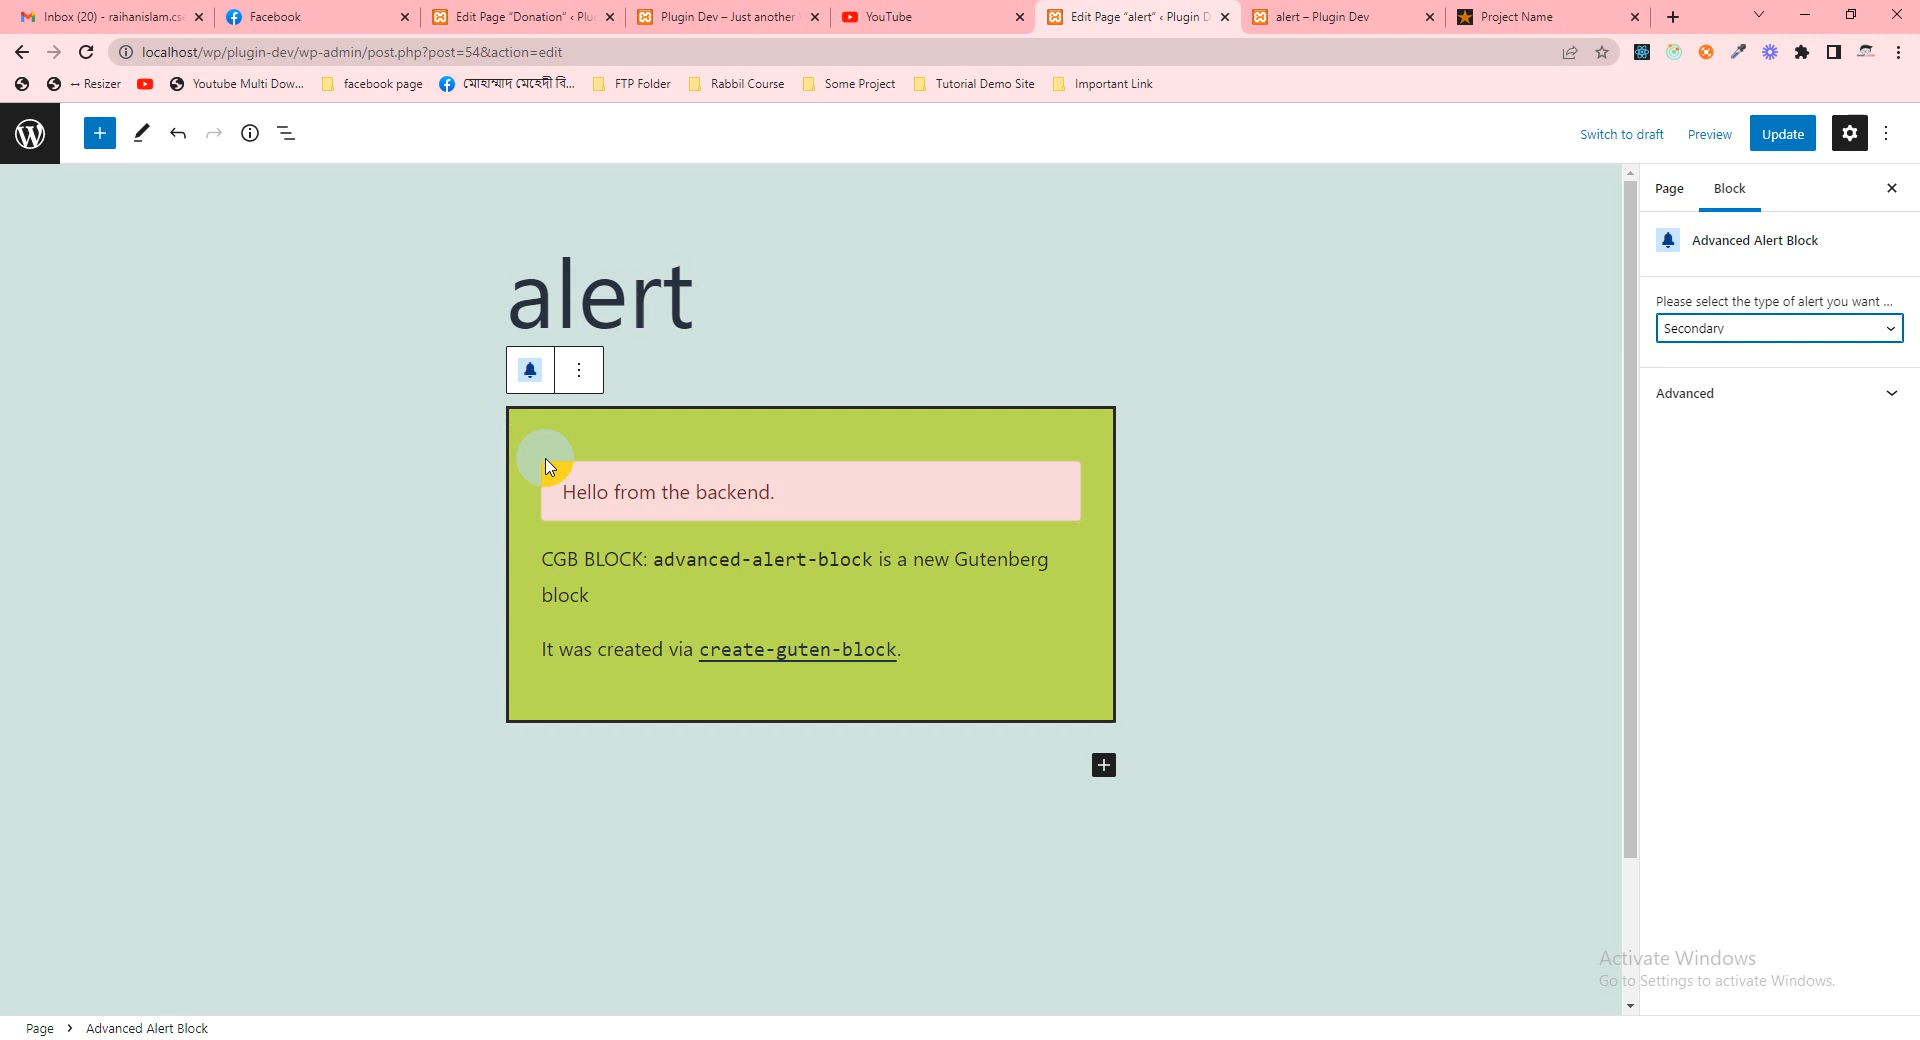 Inbox (20) - raihanislam.cse
Facebook
Edit Page "Donation" ‹ Plu
Plugin Dev – Just another
YouTube
Edit Page "alert" ‹ Plugin D
alert – Plugin Dev
Project Name
localhost/wp/plugin-dev/wp-admin/post.php?post=54&action=edit
↔ Resizer
Youtube Multi Dow...
facebook page
মোহাম্মাদ মেহেদী বি...
FTP Folder
Rabbil Course
Some Project
Tutorial Demo Site
Important Link
Switch to draft
Preview
Update
Page
Block
Advanced Alert Block
Please select the type of alert you want ...
Secondary
Advanced
alert
Hello from the backend.
CGB BLOCK: advanced-alert-block is a new Gutenberg
block
It was created via create-guten-block.
Activate Windows
Go to Settings to activate Windows.
Page › Advanced Alert Block